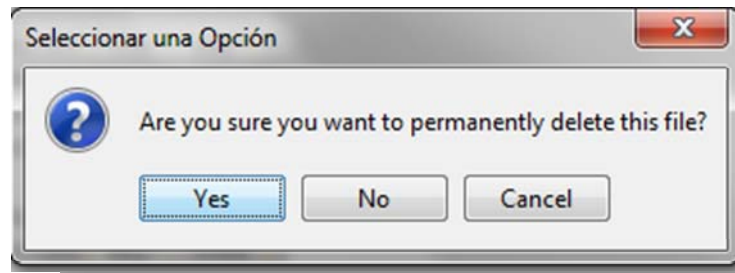 Seleccionar una Opción
Are you sure you want to permanently delete this file?
Yes No Cancel